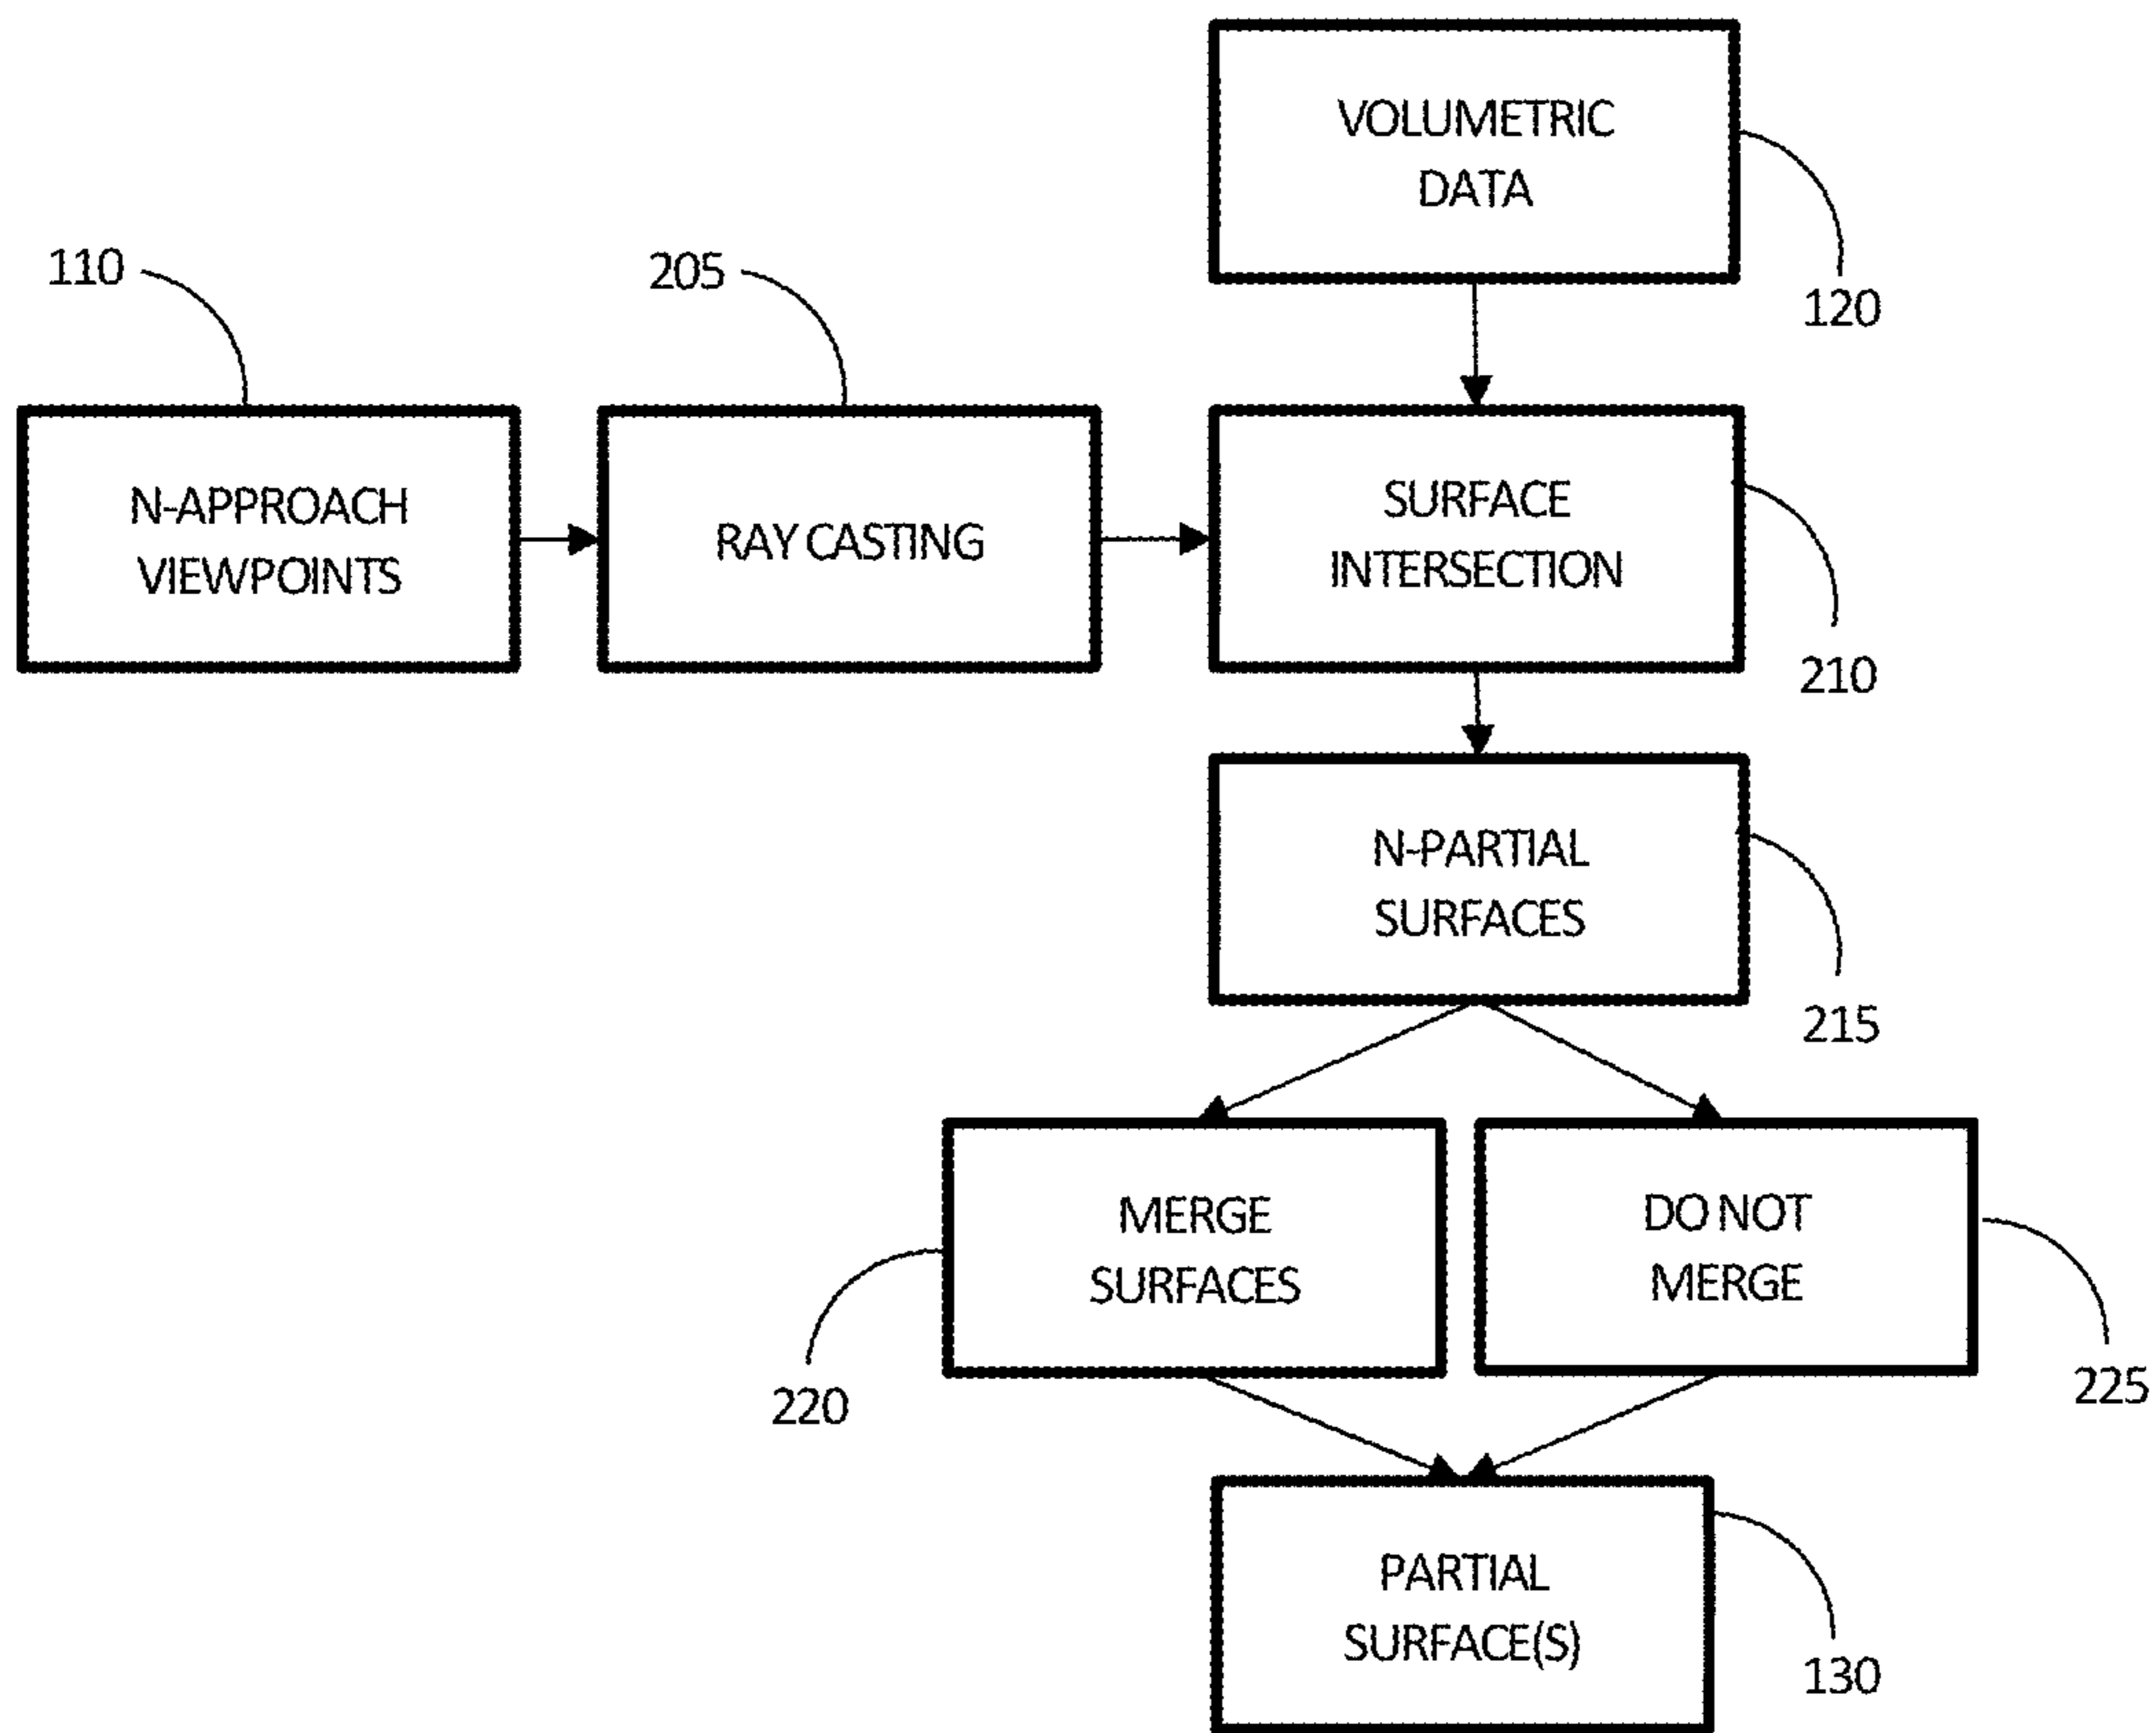 VOLUMETRIC
DATA
120
110
205
N-APPROACH
VIEWPOINTS
RAY CASTING
SURFACE
INTERSECTION
210
N-PARTIAL
SURFACES
215
MERGE
SURFACES
220
DO NOT
MERGE
225
PARTIAL
SURFACE(S)
130